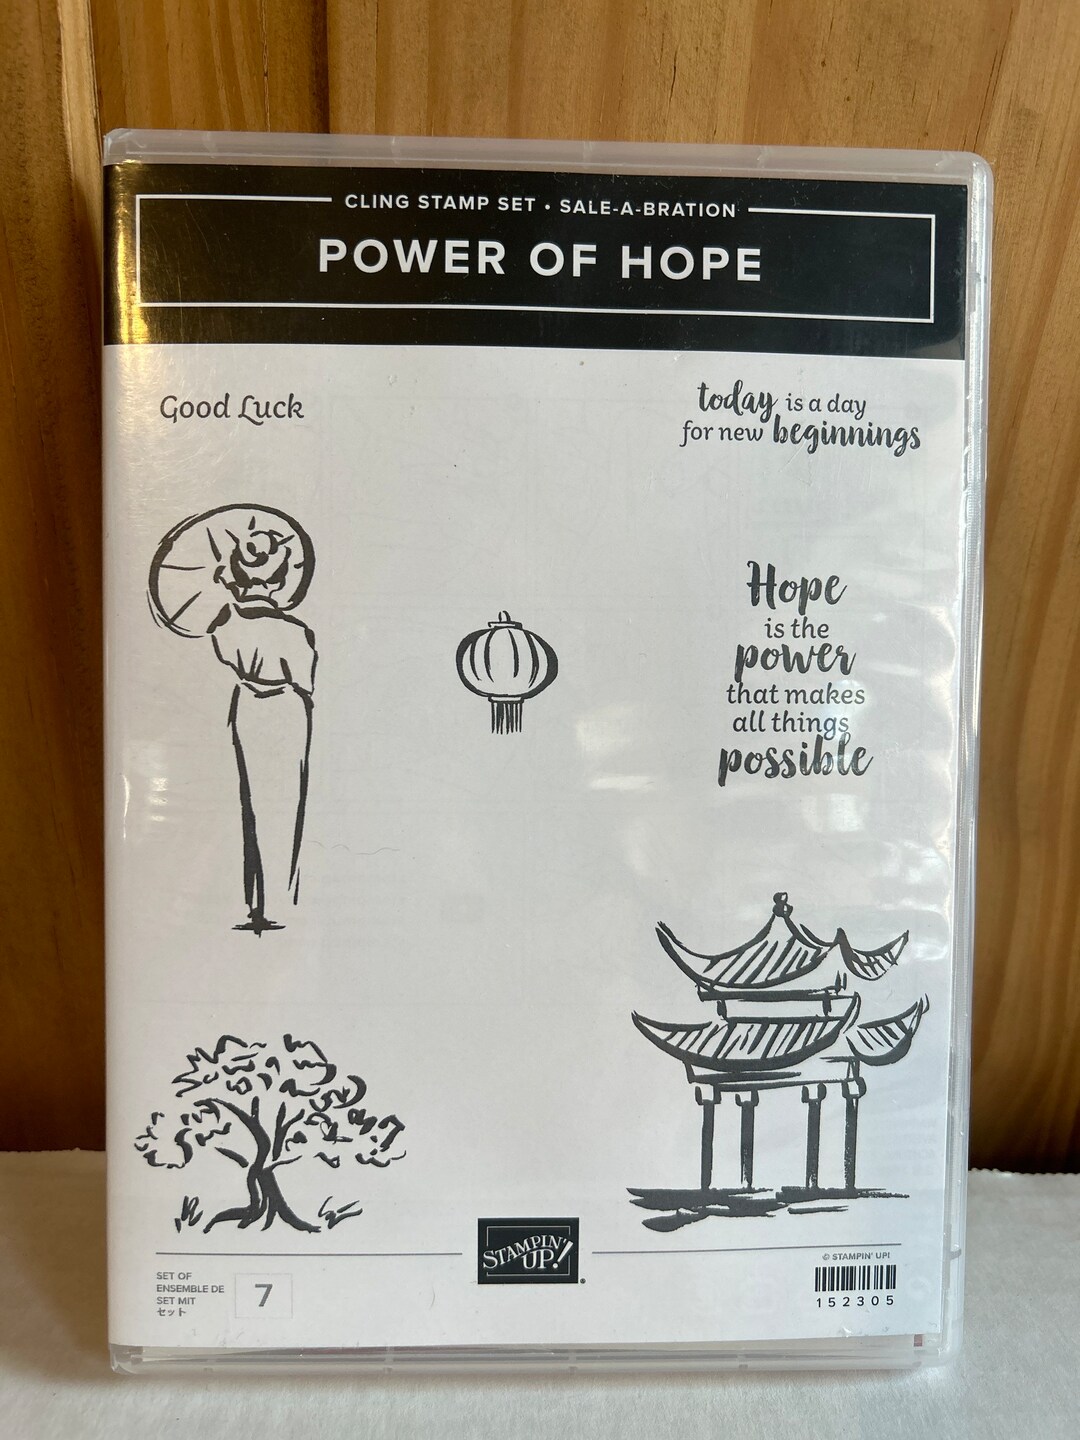 CLING STAMP SET • SALE-A-BRATION
POWER OF HOPE
Good Luck
today is a day
for new beginnings
Hope
is the
power
that makes
all things
possible
STAMPIN'
UP!
®
SET OF
ENSEMBLE DE
SET MIT
セット
7
© STAMPIN' UP!
152305